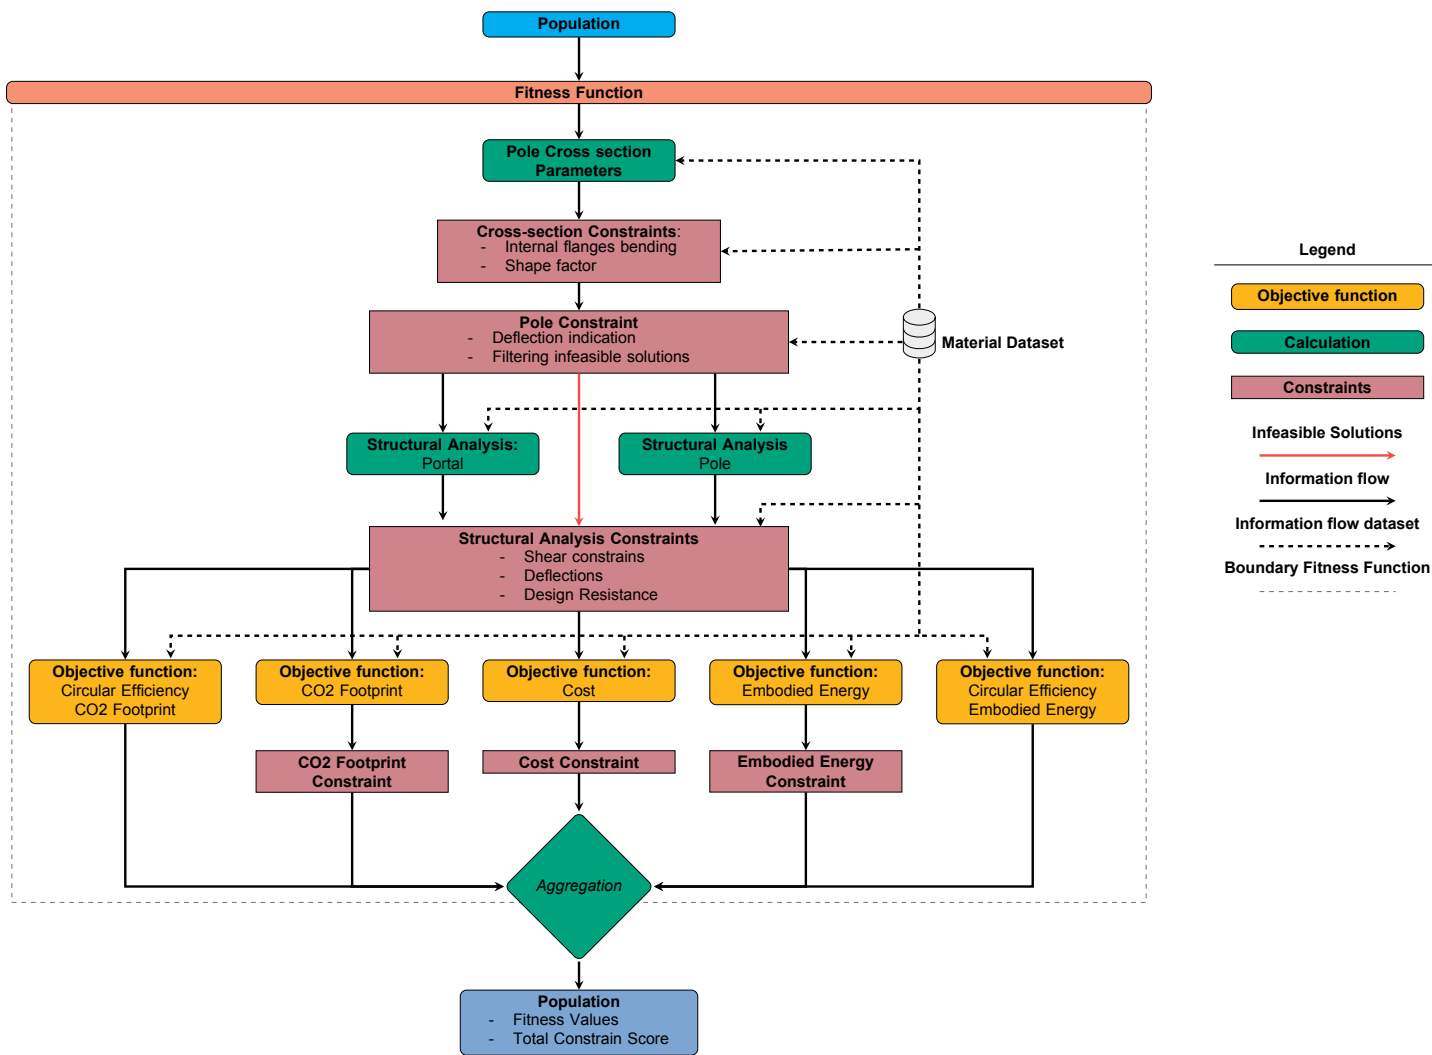 Population
Fitness Function
Pole Cross section
Parameters
Cross-section Constraints:
- Internal flanges bending
- Shape factor
Pole Constraint
- Deflection indication
- Filtering infeasible solutions
Material Dataset
Structural Analysis:
Portal
Structural Analysis
Pole
Structural Analysis Constraints
- Shear constrains
- Deflections
- Design Resistance
Objective function:
Circular Efficiency
CO2 Footprint
Objective function:
CO2 Footprint
Objective function:
Cost
Objective function:
Embodied Energy
Objective function:
Circular Efficiency
Embodied Energy
CO2 Footprint
Constraint
Cost Constraint
Embodied Energy
Constraint
Aggregation
Population
- Fitness Values
- Total Constrain Score
Legend
Objective function
Calculation
Constraints
Infeasible Solutions
Information flow
Information flow dataset
Boundary Fitness Function